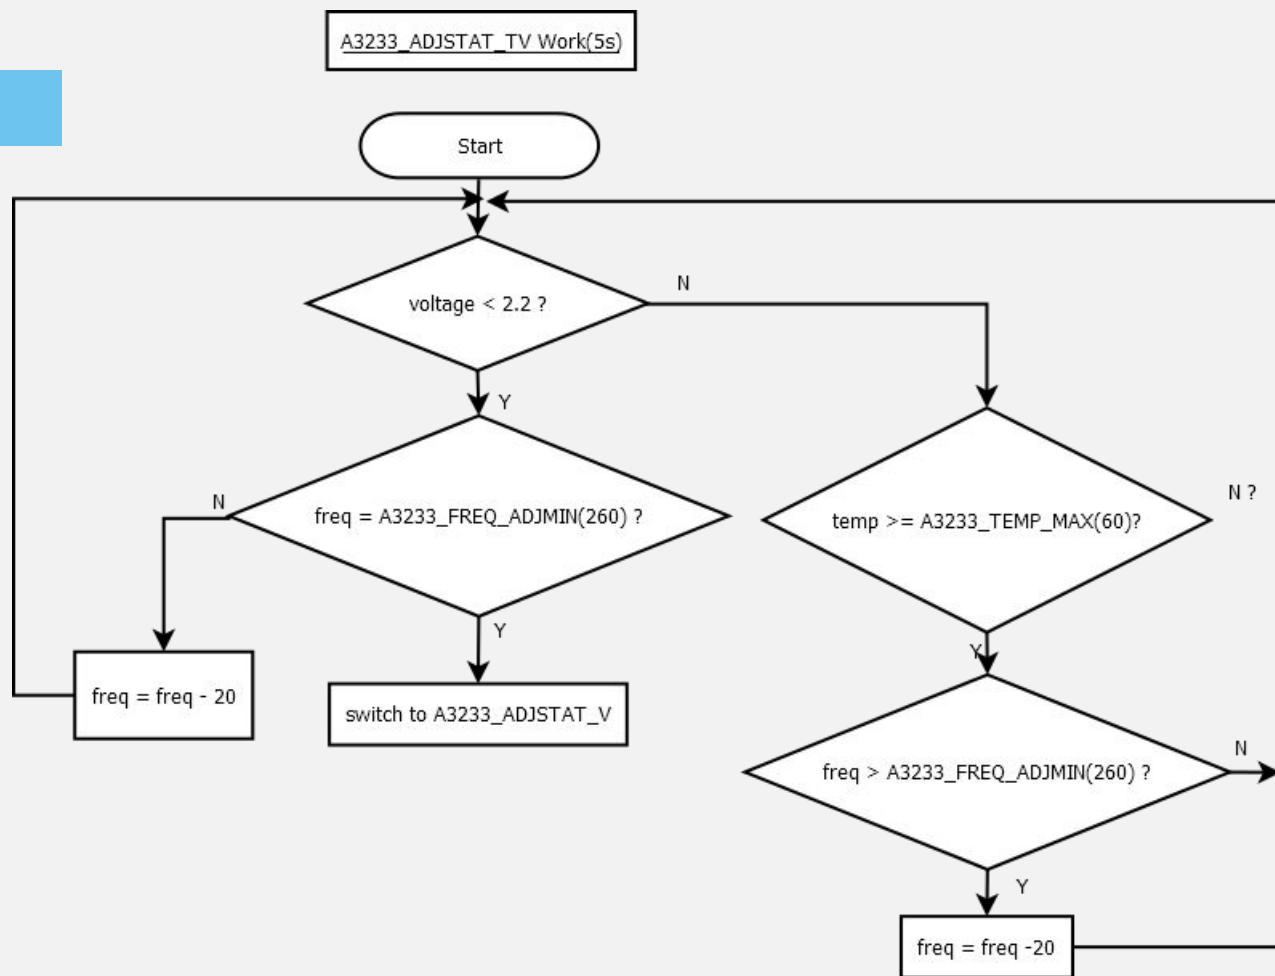 A3233_ADJSTAT_TV Work(5s)
Start
voltage < 2.2 ?
N
Y
freq = A3233_FREQ_ADJMIN(260) ?
N
temp >= A3233_TEMP_MAX(60)?
N ?
Y
Y
freq = freq - 20
switch to A3233_ADJSTAT_V
freq > A3233_FREQ_ADJMIN(260) ?
N
Y
freq = freq -20